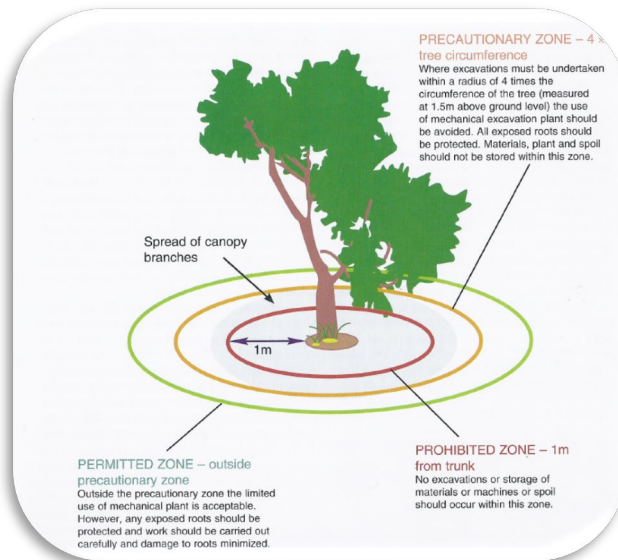 PRECAUTIONARY ZONE – 4 ×
tree circumference
Where excavations must be undertaken
within a radius of 4 times the
circumference of the tree (measured
at 1.5m above ground level) the use
of mechanical excavation plant should
be avoided. All exposed roots should
be protected. Materials, plant and spoil
should not be stored within this zone.
Spread of canopy
branches
1m
PERMITTED ZONE – outside
precautionary zone
Outside the precautionary zone the limited
use of mechanical plant is acceptable.
However, any exposed roots should be
protected and work should be carried out
carefully and damage to roots minimized.
PROHIBITED ZONE – 1m
from trunk
No excavations or storage of
materials or machines or spoil
should occur within this zone.